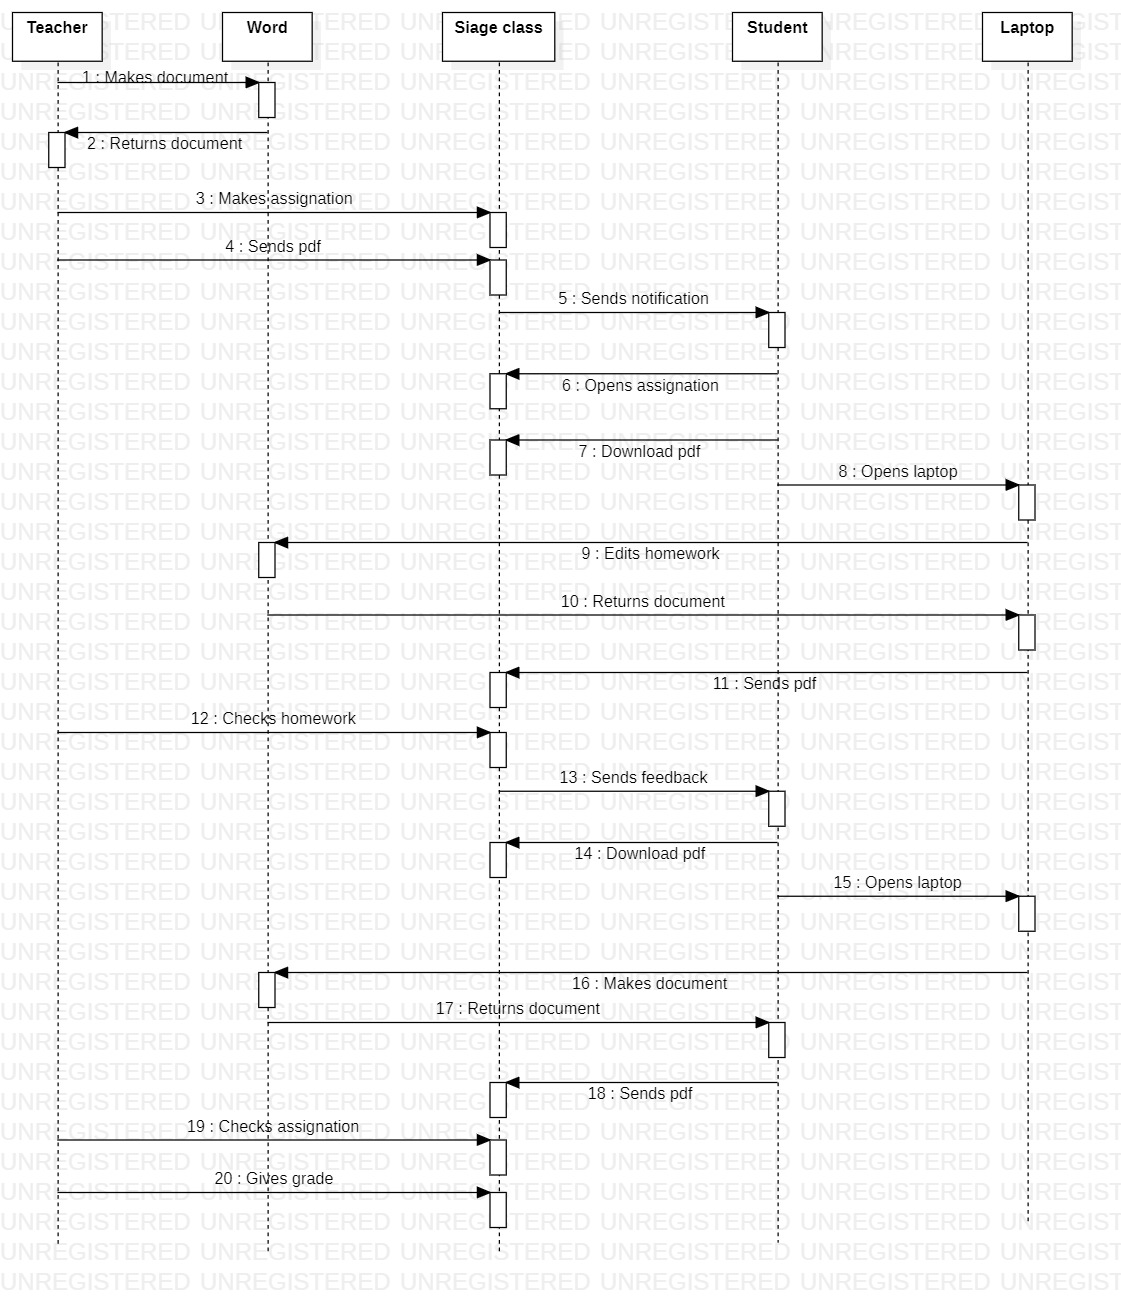 Teacher Word Siage class Student Laptop
1 : Makes document
2 : Returns document
3 : Makes assignation
4 : Sends pdf
5 : Sends notification
6 : Opens assignation
7 : Download pdf
8 : Opens laptop
9 : Edits homework
10 : Returns document
11 : Sends pdf
12 : Checks homework
13 : Sends feedback
14 : Download pdf
15 : Opens laptop
16 : Makes document
17 : Returns document
18 : Sends pdf
19 : Checks assignation
20 : Gives grade
UNREGISTERED UNREGISTERED UNREGISTERED UNREGISTERED UNREGISTERED UNREGIST